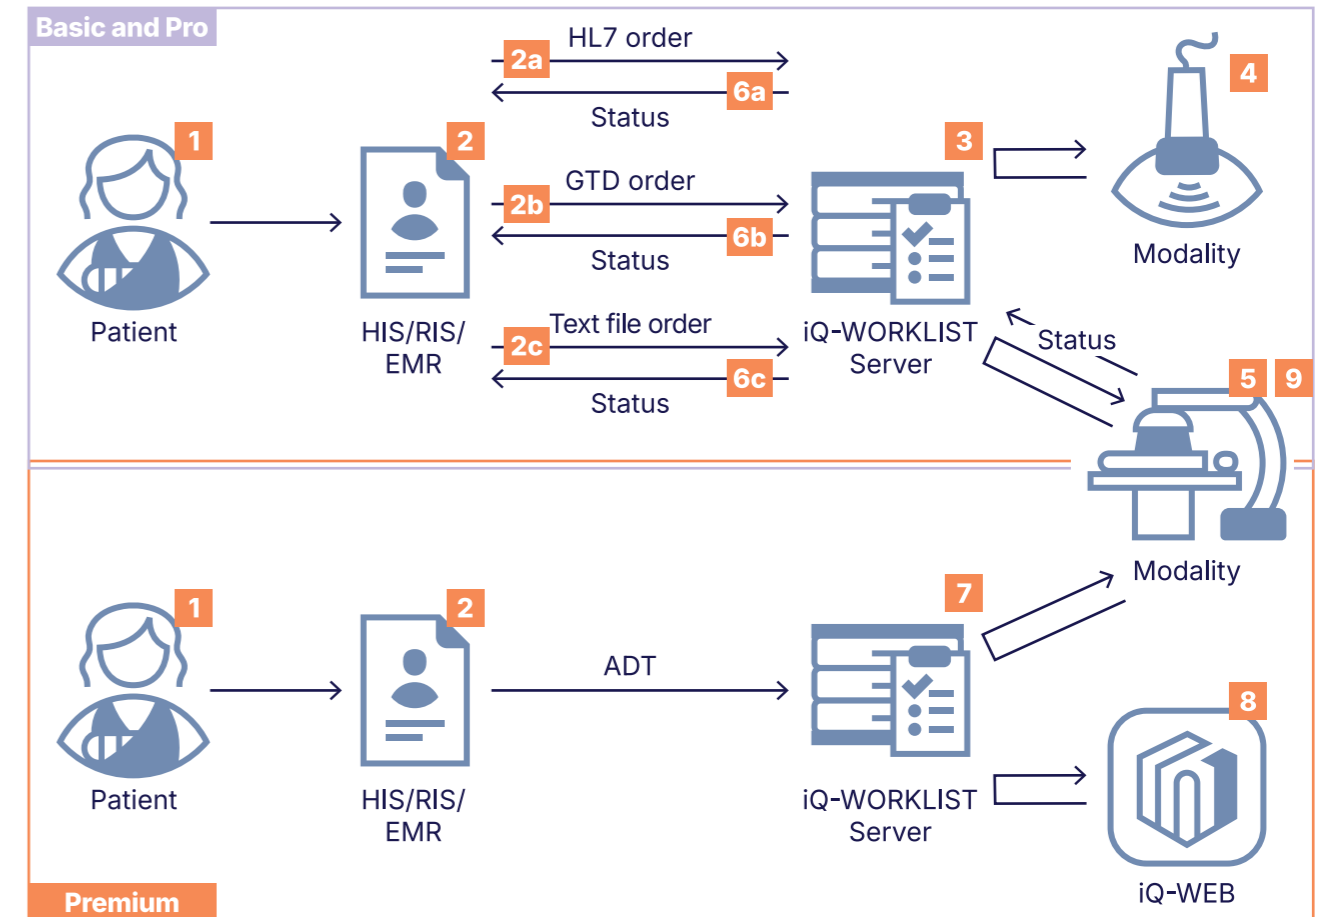 Basic and Pro
HL7 order
2a
6a
Status
4
1
2
3
GTD order
2b
6b
Status
Modality
Text file order
2c
6c
Status
Patient
HIS/RIS/
EMR
iQ-WORKLIST
Server
Status
5 9
Modality
1
2
7
ADT
8
Patient
HIS/RIS/
EMR
iQ-WORKLIST
Server
iQ-WEB
Premium